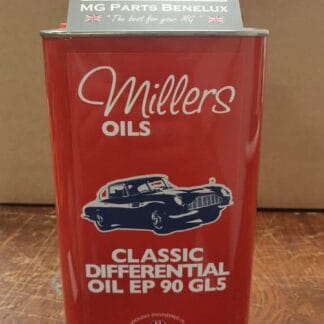 MG Parts Benelux
"The best for your MG"
Millers
OILS
CLASSIC
DIFFERENTIAL
OIL EP 90 GL5